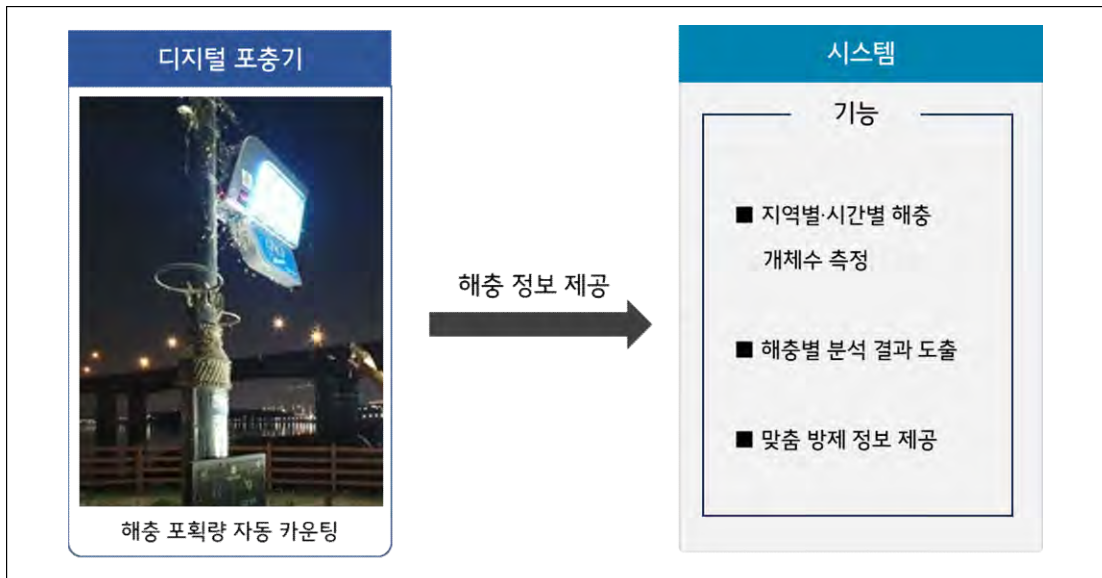 디지털 포충기
해충 포획량 자동 카운팅
해충 정보 제공
시스템
기능
■ 지역별·시간별 해충
개체수 측정
■ 해충별 분석 결과 도출
■ 맞춤 방제 정보 제공